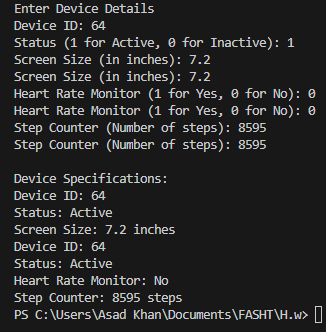 Enter Device Details
Device ID: 64
Status (1 for Active, 0 for Inactive): 1
Screen Size (in inches): 7.2
Screen Size (in inches): 7.2
Heart Rate Monitor (1 for Yes, 0 for No): 0
Heart Rate Monitor (1 for Yes, 0 for No): 0
Step Counter (Number of steps): 8595
Step Counter (Number of steps): 8595
Device Specifications:
Device ID: 64
Status: Active
Screen Size: 7.2 inches
Device ID: 64
Status: Active
Heart Rate Monitor: No
Step Counter: 8595 steps
PS C:\Users\Asad Khan\Documents\FASHT\H.w>